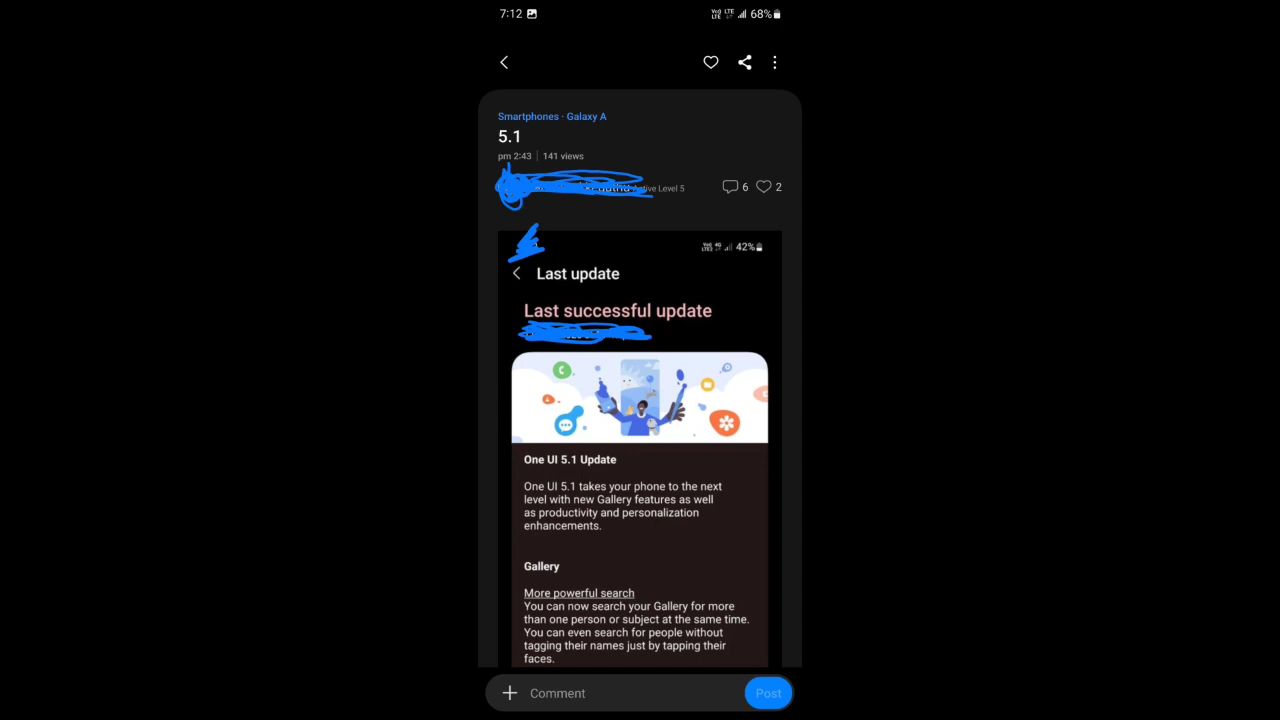 7:12
Vo) LTE LTE 68%
Smartphones · Galaxy A
5.1
pm 2:43 | 141 views
Active Level 5
6 2
42%
Last update
Last successful update
One UI 5.1 Update
One UI 5.1 takes your phone to the next
level with new Gallery features as well
as productivity and personalization
enhancements.
Gallery
More powerful search
You can now search your Gallery for more
than one person or subject at the same time.
You can even search for people without
tagging their names just by tapping their
faces.
Comment
Post